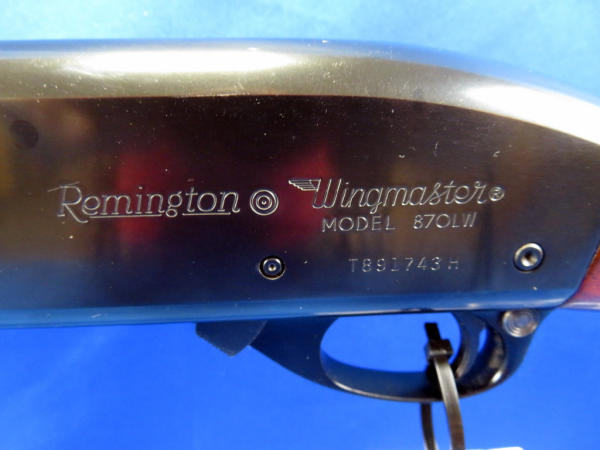 Remington
Wingmaster®
MODEL 870LW
T891743H